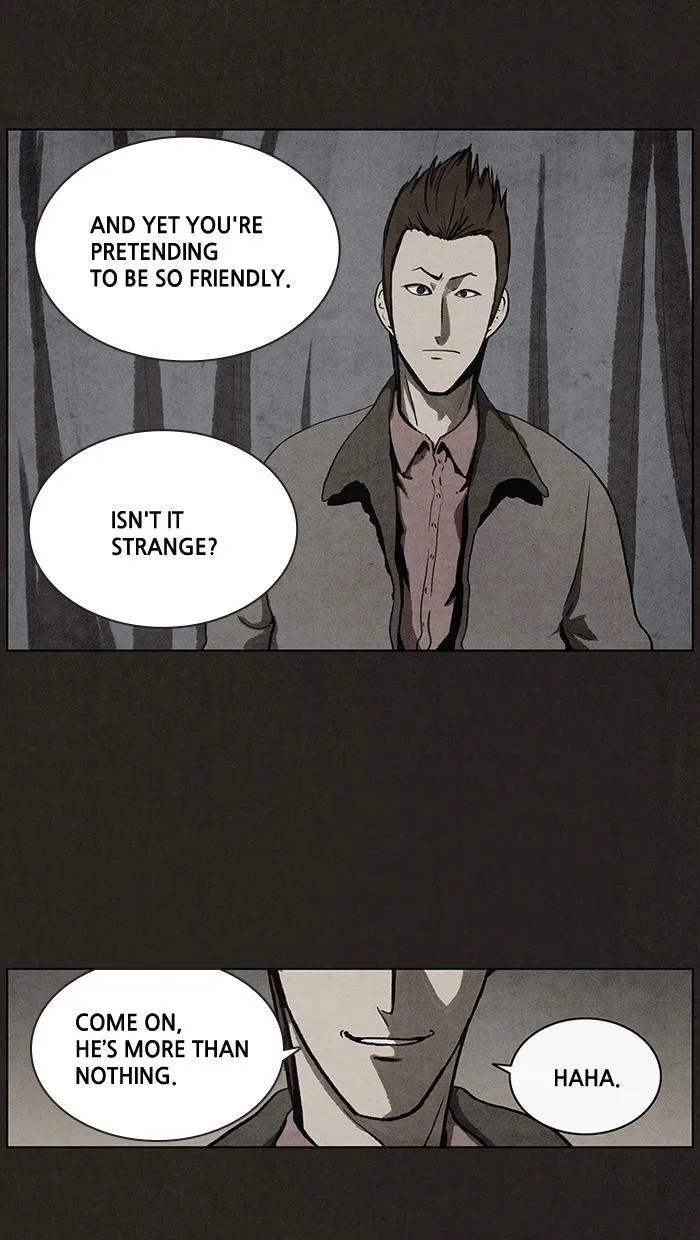 AND YET YOU'RE
PRETENDING
TO BE SO FRIENDLY.
ISN'T IT
STRANGE?
COME ON,
HE'S MORE THAN
NOTHING.
HAHA.